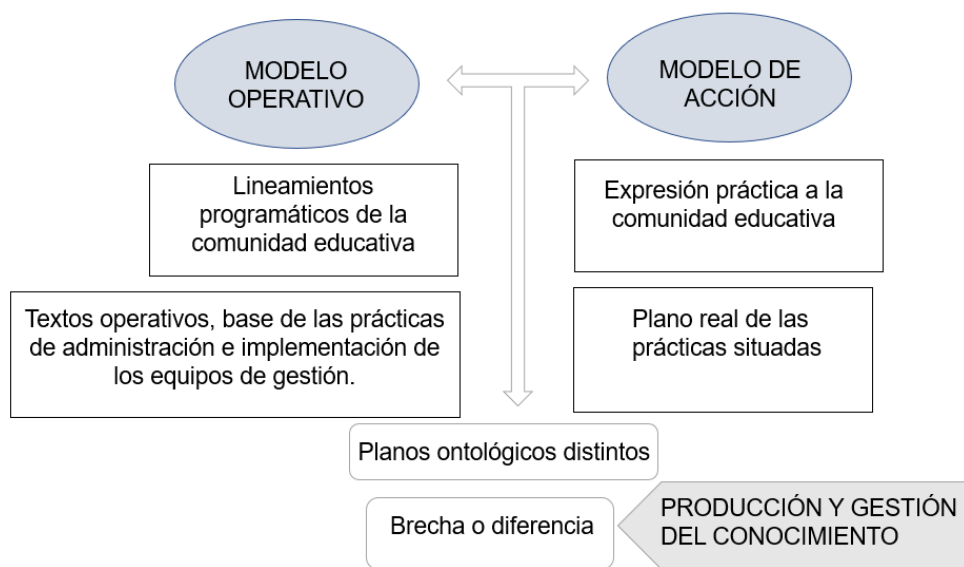 MODELO
OPERATIVO
MODELO DE
ACCIÓN
Lineamientos
programáticos de la
comunidad educativa
Expresión práctica a la
comunidad educativa
Textos operativos, base de las prácticas
de administración e implementación de
los equipos de gestión.
Plano real de las
prácticas situadas
Planos ontológicos distintos
Brecha o diferencia
PRODUCCIÓN Y GESTIÓN
DEL CONOCIMIENTO